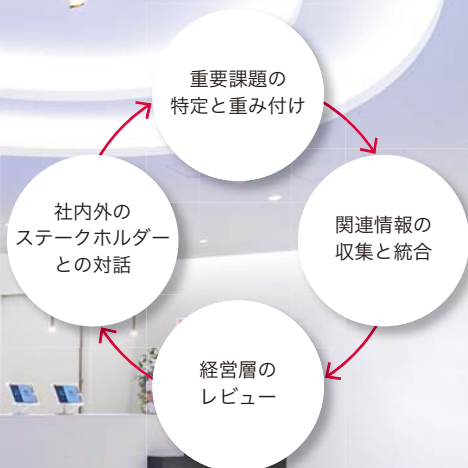 重要課題の
特定と重み付け
関連情報の
収集と統合
経営層の
レビュー
社内外の
ステークホルダー
との対話